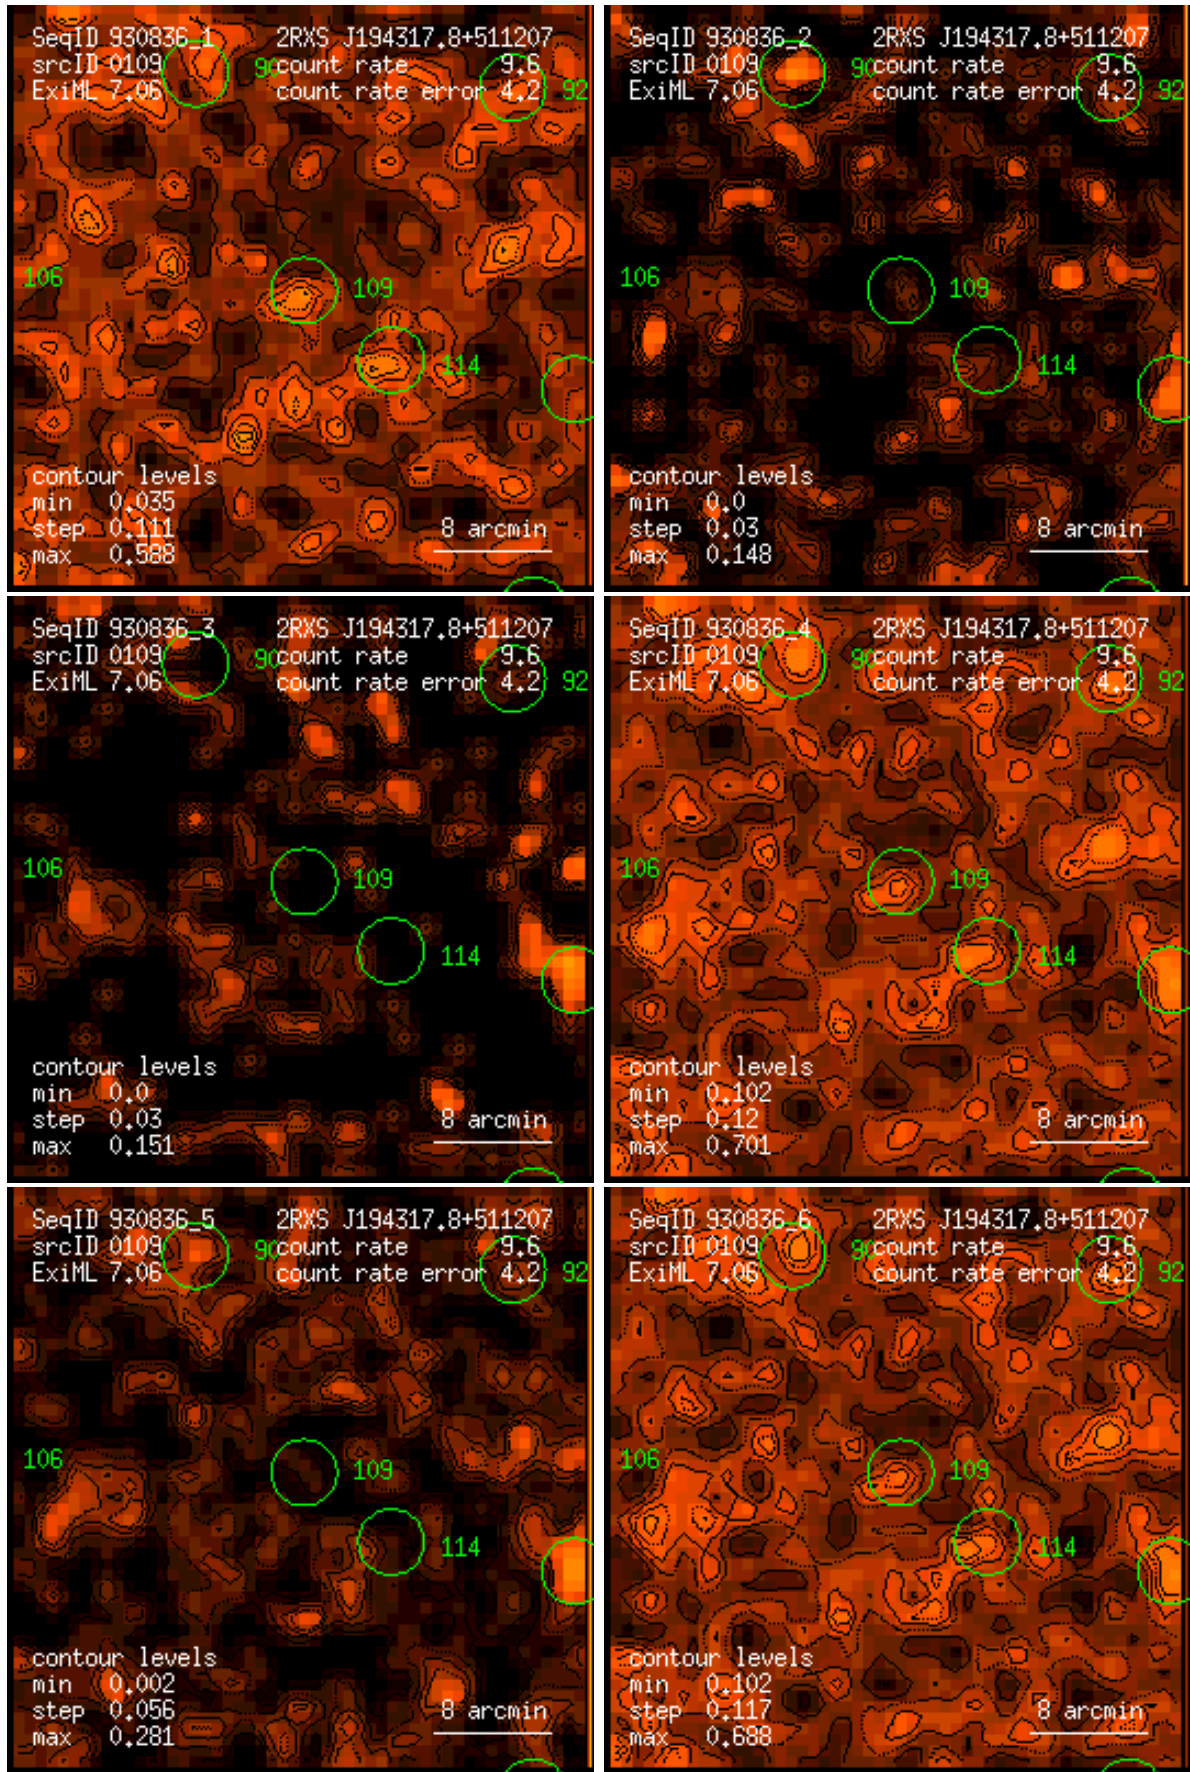 SeqID 930836_1 2RXS J194317.8+511207
srcID 0109 90 count rate 9.6
ExiML 7.06 count rate error 4.2 92
106
109
114
contour levels
min 0.035
step 0.111 8 arcmin
max 0.588
SeqID 930836_2 2RXS J194317.8+511207
srcID 0109 90 count rate 9.6
ExiML 7.06 count rate error 4.2 92
106
109
114
contour levels
min 0.0
step 0.03 8 arcmin
max 0.148
SeqID 930836_3 2RXS J194317.8+511207
srcID 0109 90 count rate 9.6
ExiML 7.06 count rate error 4.2 92
106
109
114
contour levels
min 0.0
step 0.03 8 arcmin
max 0.151
SeqID 930836_4 2RXS J194317.8+511207
srcID 0109 90 count rate 9.6
ExiML 7.06 count rate error 4.2 92
106
109
114
contour levels
min 0.102
step 0.12 8 arcmin
max 0.701
SeqID 930836_5 2RXS J194317.8+511207
srcID 0109 90 count rate 9.6
ExiML 7.06 count rate error 4.2 92
106
109
114
contour levels
min 0.002
step 0.056 8 arcmin
max 0.281
SeqID 930836_6 2RXS J194317.8+511207
srcID 0109 90 count rate 9.6
ExiML 7.06 count rate error 4.2 92
106
109
114
contour levels
min 0.102
step 0.117 8 arcmin
max 0.688